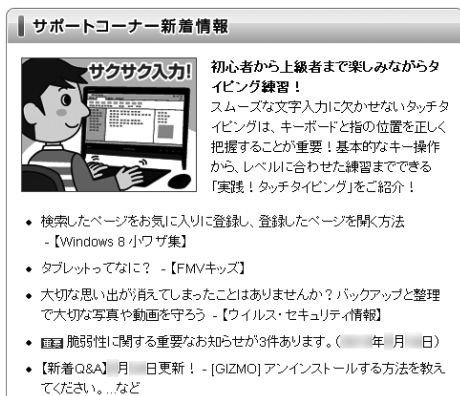 サポートコーナー新着情報
サクサク入力!
初心者から上級者まで楽しみながらタ
イピング練習!
スムーズな文字入力に欠かせないタッチタ
イピングは、キーボードと指の位置を正しく
把握することが重要!基本的なキー操作
から、レベルに合わせた練習までできる
「実践!タッチタイピング」をご紹介!
検索したページをお気に入りに登録し、登録したページを開く方法
-【Windows 8 小ワザ集】
タブレットってなに? -【FMVキッズ】
大切な思い出が消えてしまったことはありませんか?バックアップと整理
で大切な写真や動画を守ろう -【ウイルス・セキュリティ情報】
重要 脆弱性に関する重要なお知らせが3件あります。( 年 月 日)
【新着Q&A】 月 日更新! - [GIZMO] アンインストールする方法を教え
てください。...など